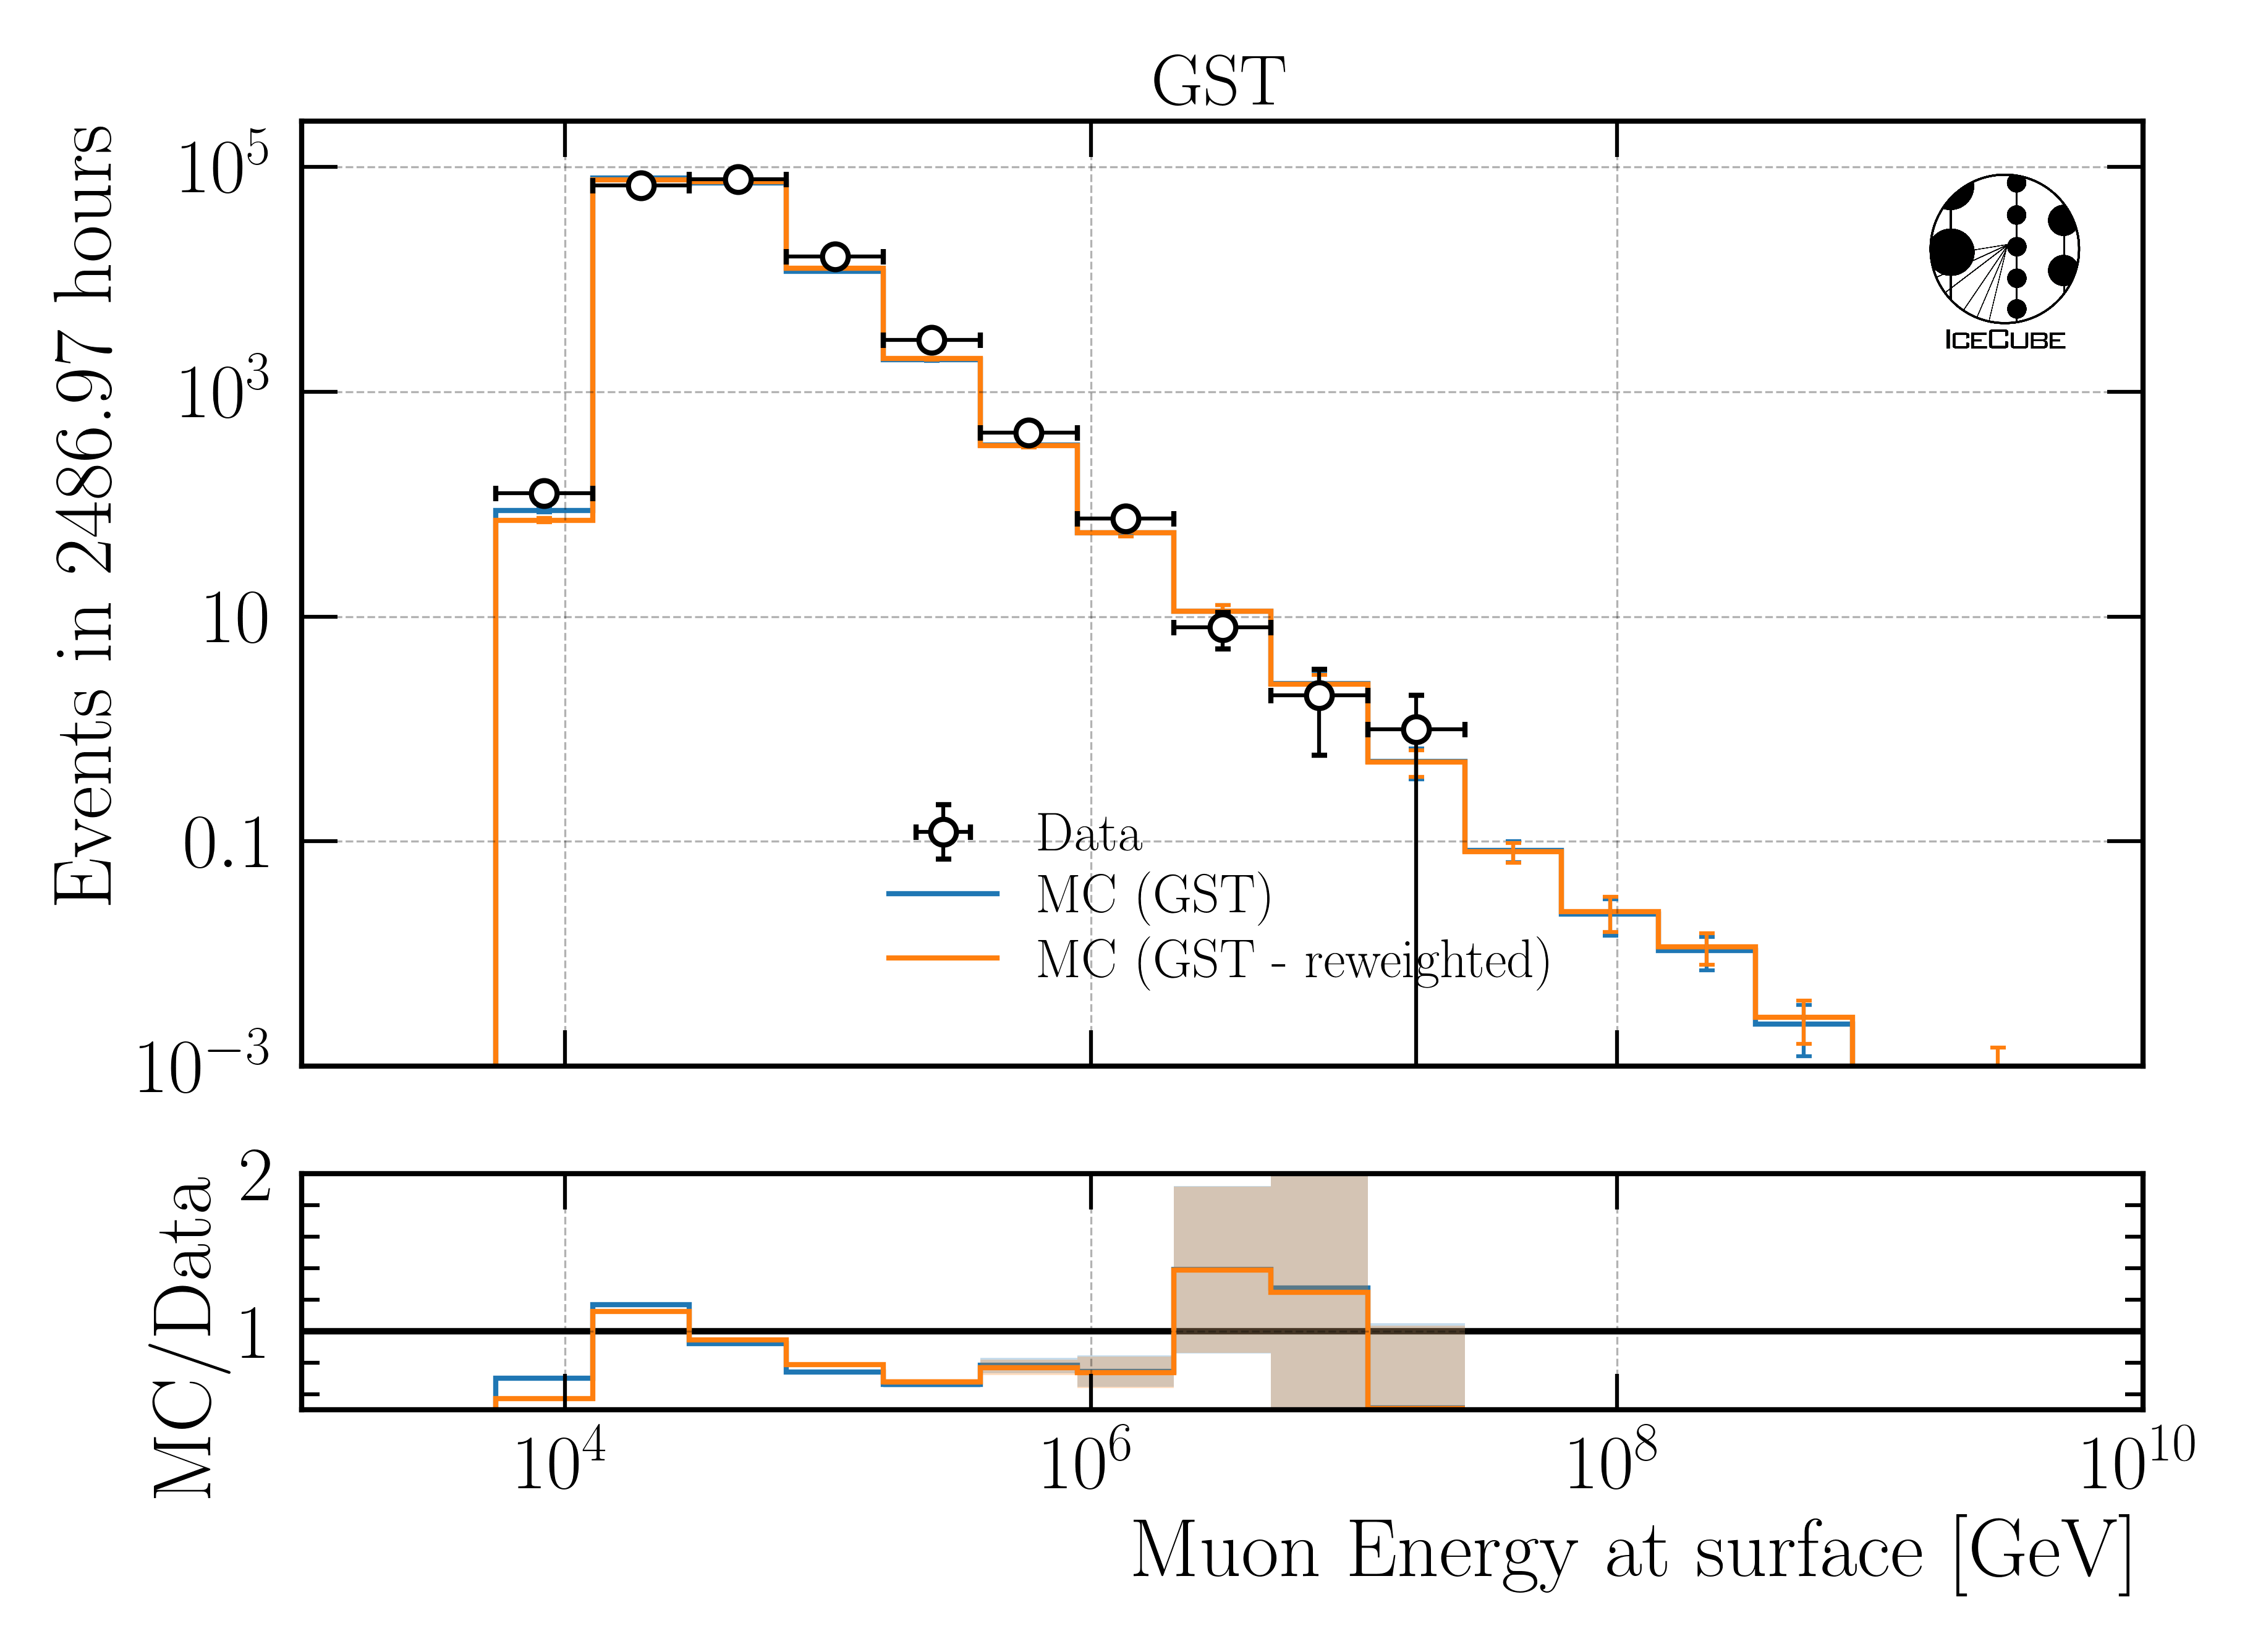 GST
Events in 2486.97 hours
10^5
10^3
10
0.1
10^−3
ICECUBE
Data
MC (GST)
MC (GST - reweighted)
MC/Data
2
1
10^4
10^6
10^8
10^10
Muon Energy at surface [GeV]